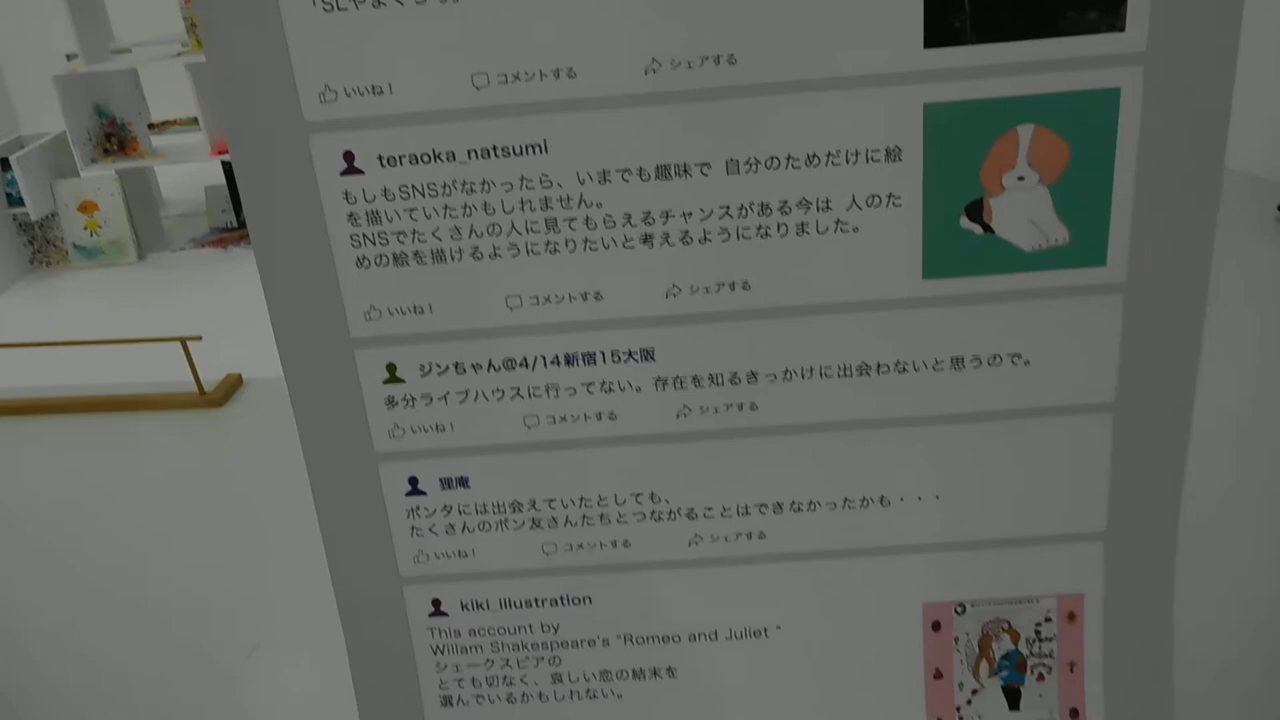 いいね！ コメントする シェアする
teraoka_natsumi
もしもSNSがなかったら、いまでも趣味で 自分のためだけに絵
を描いていたかもしれません。
SNSでたくさんの人に見てもらえるチャンスがある今は 人のた
めの絵を描けるようになりたいと考えるようになりました。
いいね！ コメントする シェアする
ジンちゃん@4/14新宿15大阪
多分ライブハウスに行ってない。存在を知るきっかけに出会わないと思うので。
いいね！ コメントする シェアする
狸庵
ポンタには出会えていたとしても、
たくさんのポン友さんたちとつながることはできなかったかも・・・
いいね！ コメントする シェアする
kiki_illustration
This account by
Willam Shakespeare's "Romeo and Juliet "
シェークスピアの
とても切なく、哀しい恋の結末を
選んでいるかもしれない。